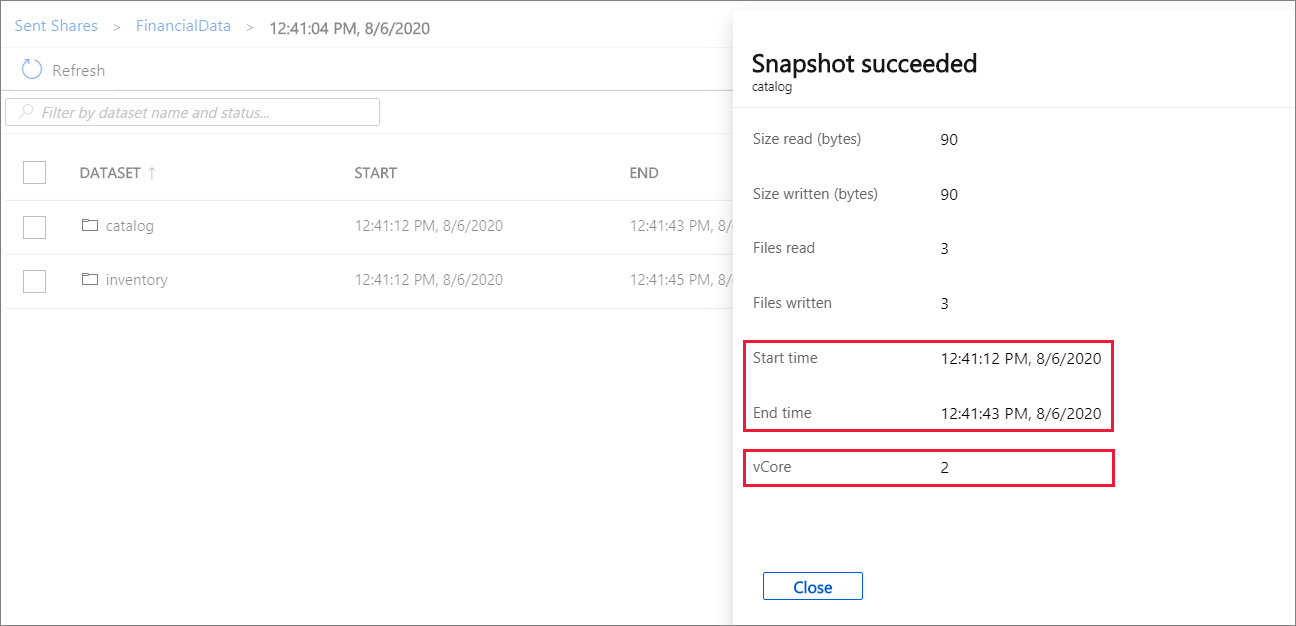 Sent Shares > FinancialData > 12:41:04 PM, 8/6/2020
Refresh
Filter by dataset name and status...
DATASET ↑ START END
catalog 12:41:12 PM, 8/6/2020 12:41:43 PM, 8/
inventory 12:41:12 PM, 8/6/2020 12:41:45 PM, 8/
Snapshot succeeded
catalog
Size read (bytes) 90
Size written (bytes) 90
Files read 3
Files written 3
Start time 12:41:12 PM, 8/6/2020
End time 12:41:43 PM, 8/6/2020
vCore 2
Close